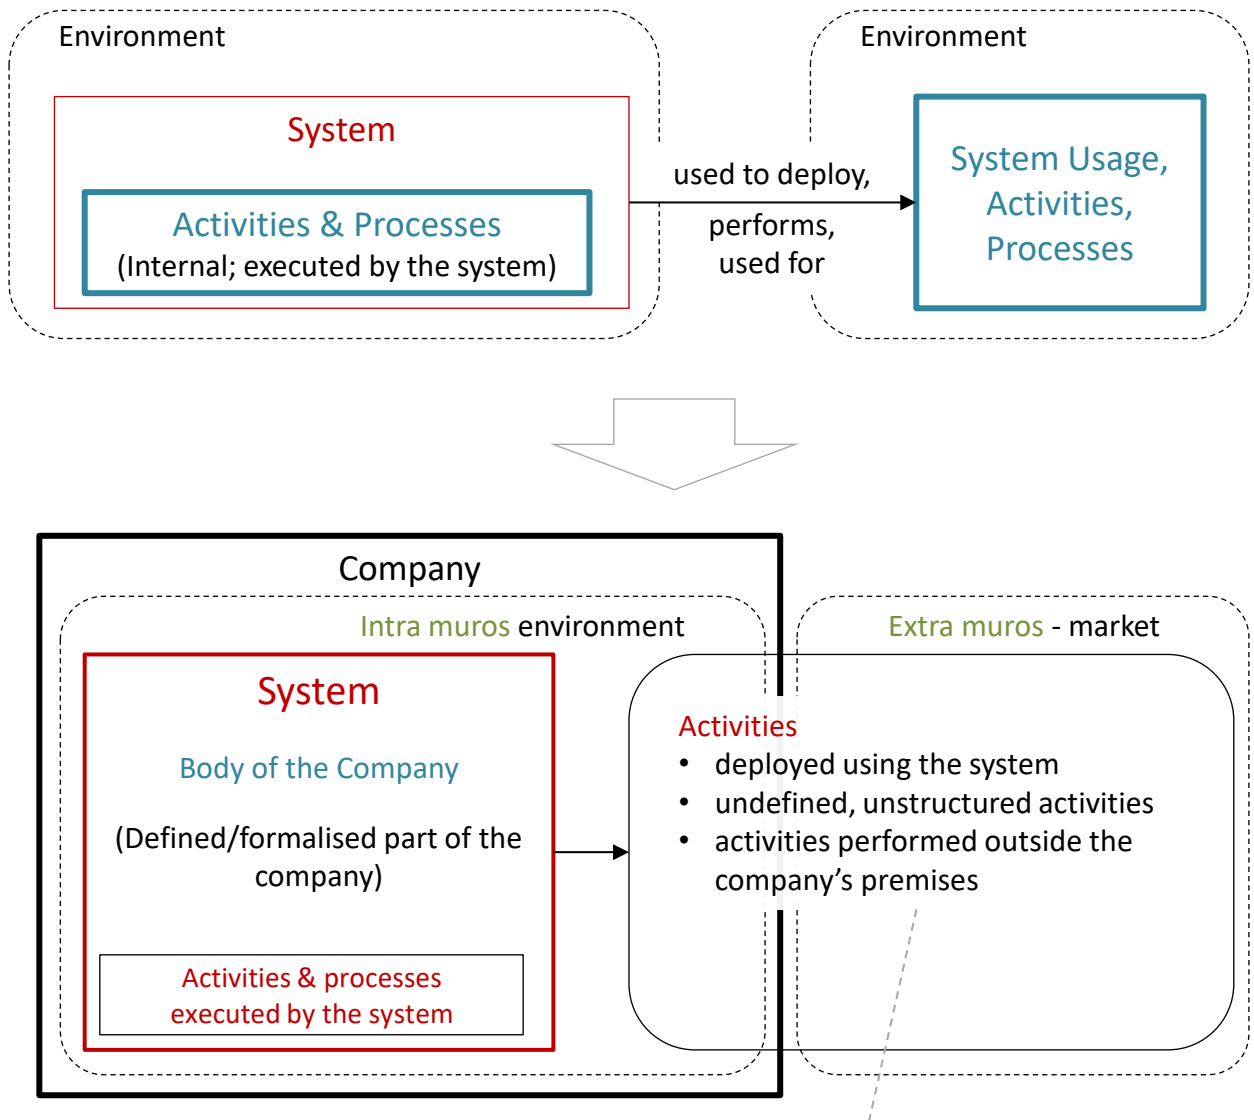 Environment
System
Activities & Processes
(Internal; executed by the system)
used to deploy,
performs,
used for
Environment
System Usage,
Activities,
Processes
Company
Intra muros environment
System
Body of the Company
(Defined/formalised part of the
company)
Activities & processes
executed by the system
Extra muros - market
Activities
• deployed using the system
• undefined, unstructured activities
• activities performed outside the
company’s premises